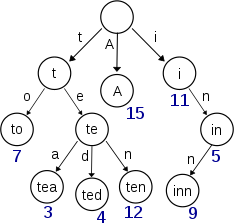 t A i
t A i
15 11
o e n
to te in
7 5
a d n n
tea ted ten inn
3 4 12 9